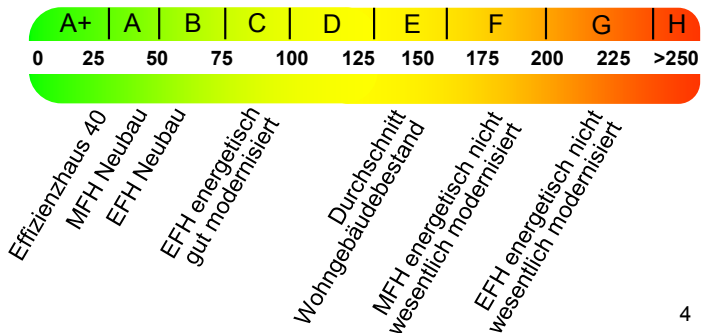 A+ A B C D E F G H
0 25 50 75 100 125 150 175 200 225 >250
Effizienzhaus 40
MFH Neubau
EFH Neubau
EFH energetisch
gut modernisiert
Durchschnitt
Wohngebäudebestand
MFH energetisch nicht
wesentlich modernisiert
EFH energetisch nicht
wesentlich modernisiert
4